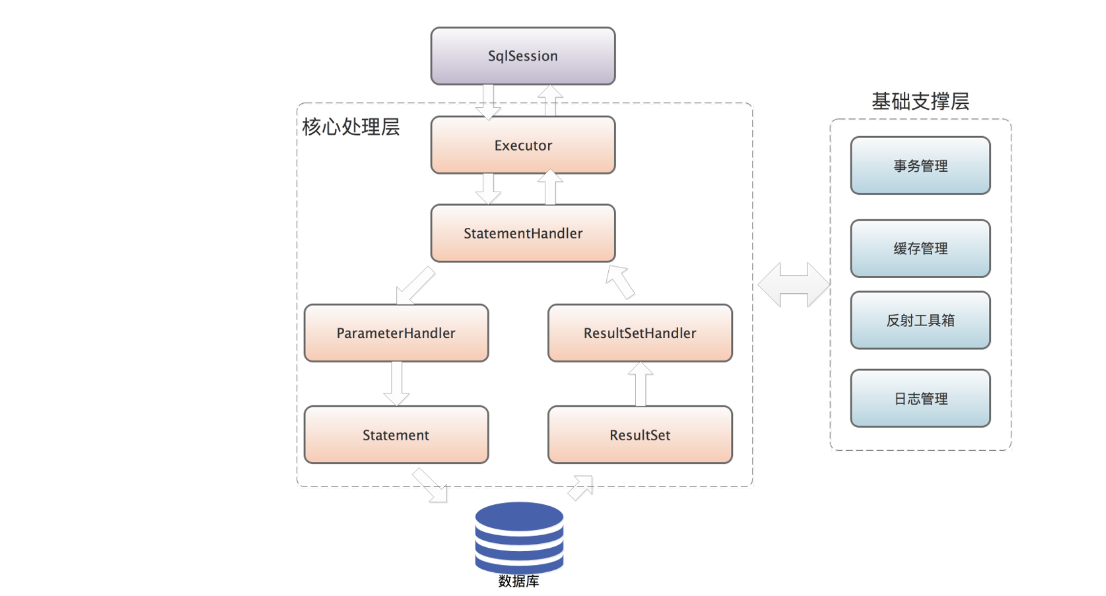 SqlSession
核心处理层
Executor
StatementHandler
ParameterHandler
ResultSetHandler
Statement
ResultSet
数据库
基础支撑层
事务管理
缓存管理
反射工具箱
日志管理